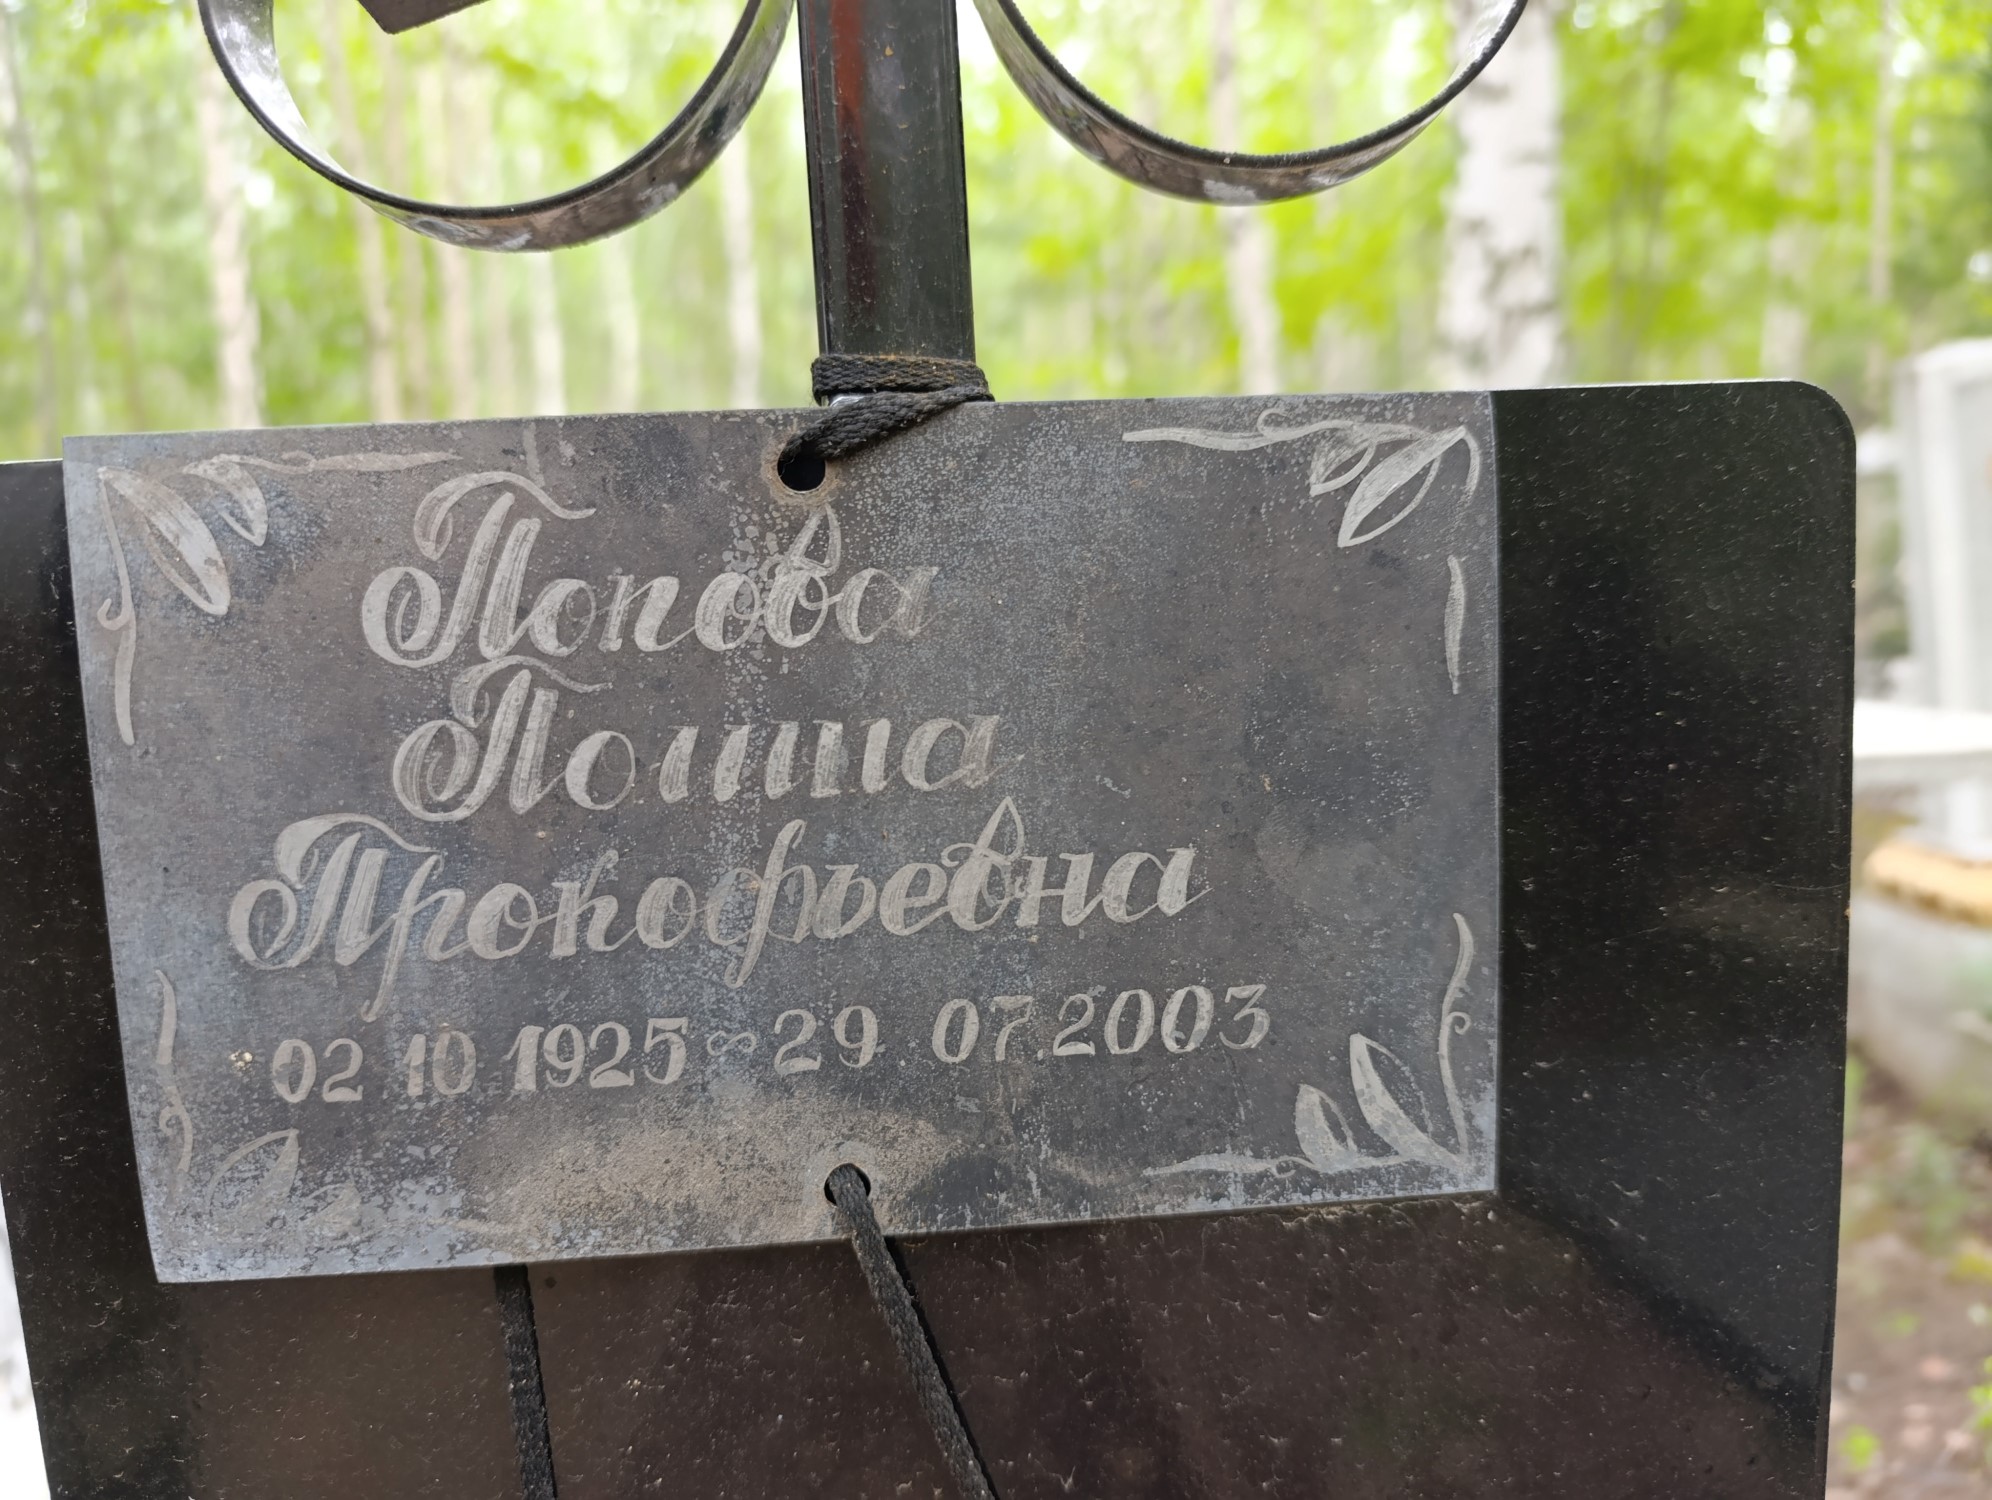 Попова
Полина
Прокофьевна
02 10 1925 ∞ 29 07.2003